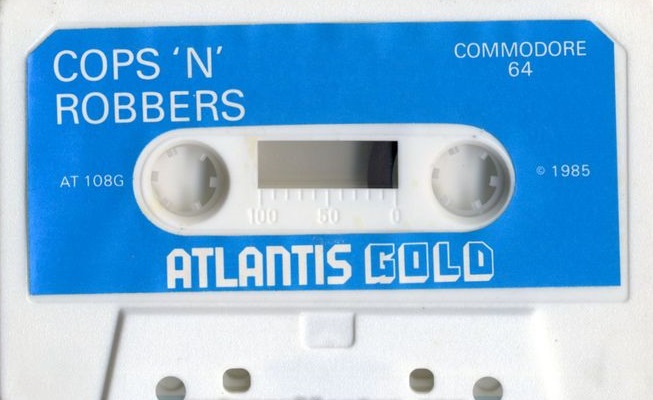 COPS 'N'
ROBBERS
COMMODORE
64
AT 108G
© 1985
100 50 0
ATLANTIS GOLD